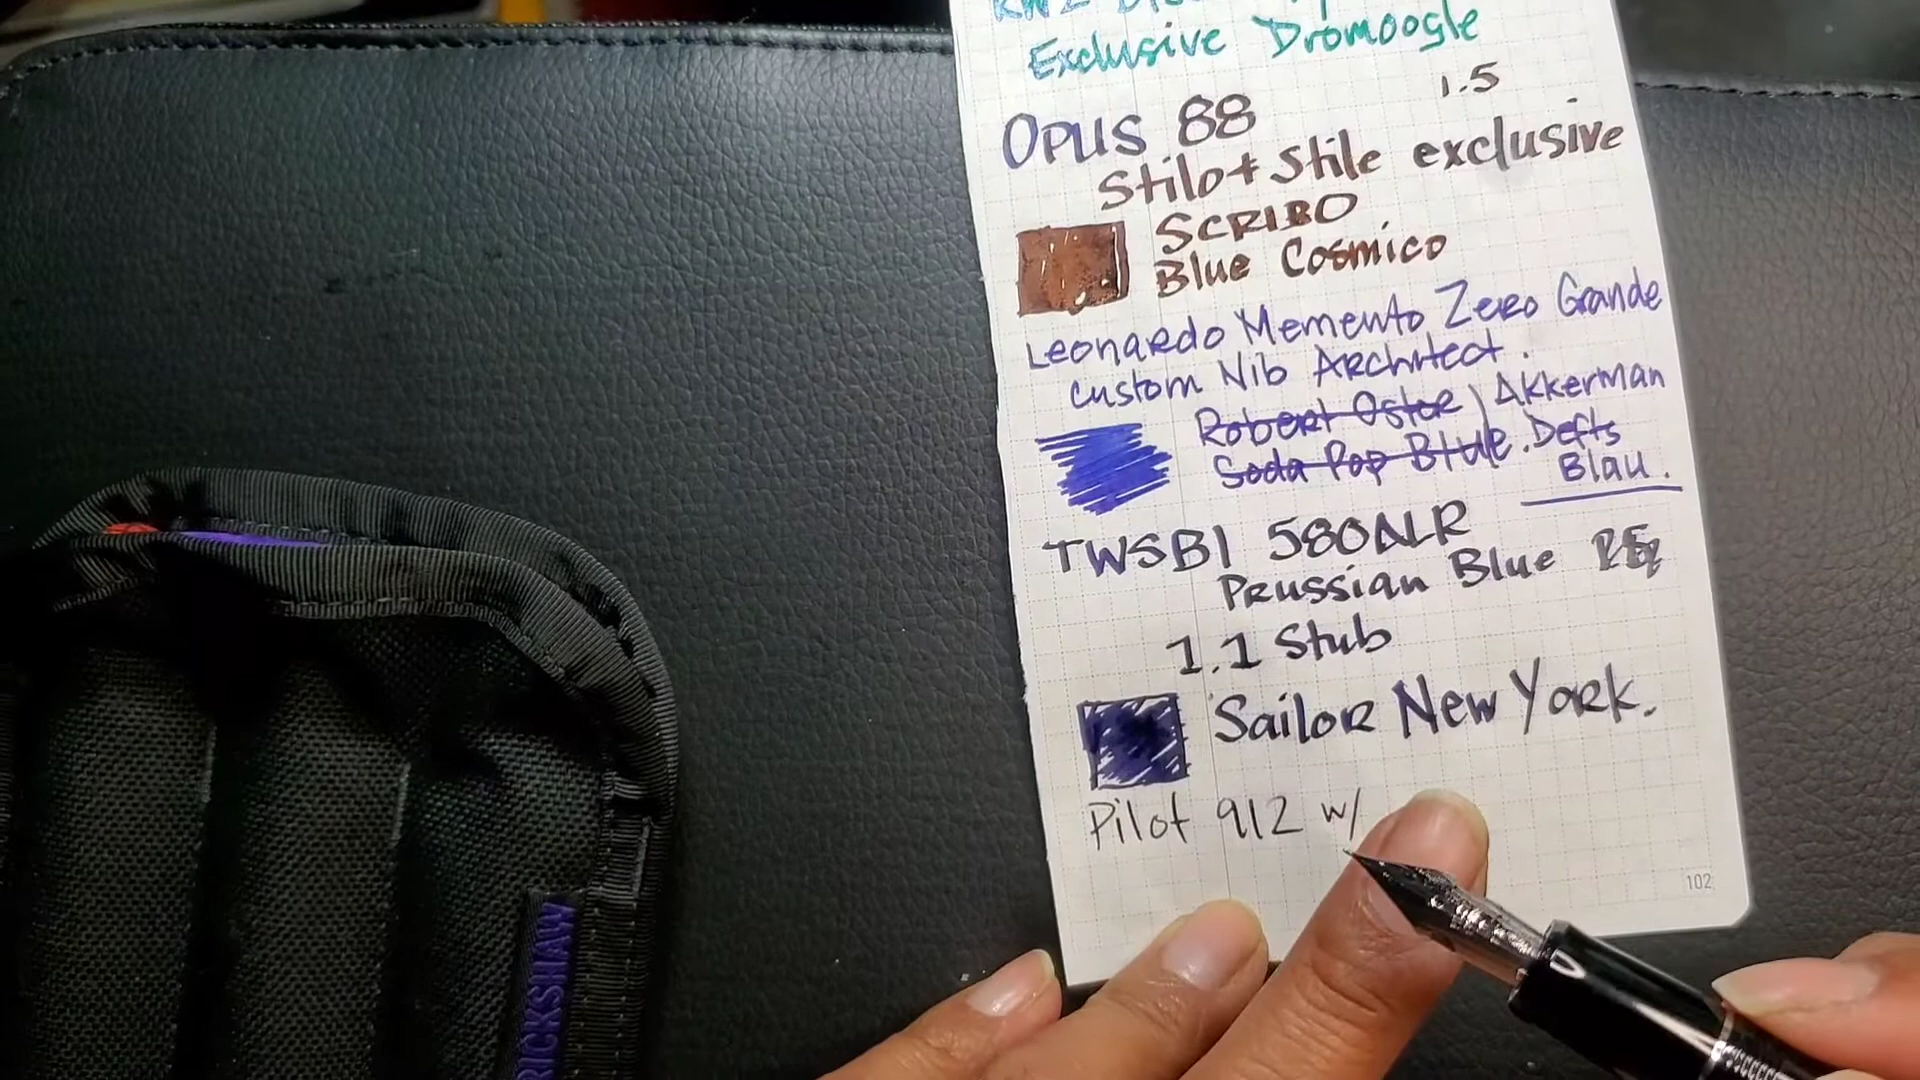 Exclusive Dromoogle
1.5
OPUS 88
Stilo & Stile exclusive
SCRIBO
Blue Cosmico
Leonardo Memento Zero Grande
Custom Nib Architect.
Robert Oster \ Akkerman
Soda Pop Blue. Delfts
Blau.
TWSBI 580ALR
Prussian Blue
1.1 Stub
Sailor New York.
Pilot 912 w/
102
RICKSHAW